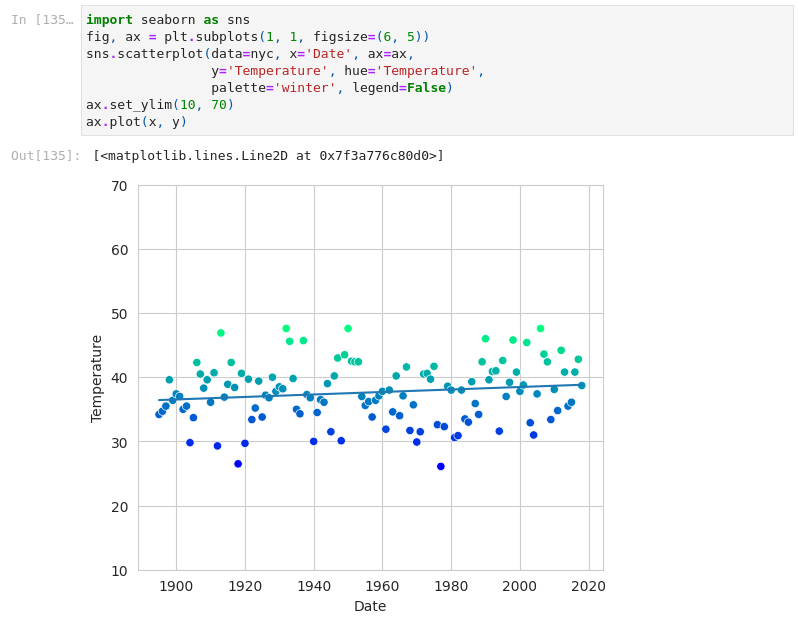 In [135…
import seaborn as sns
fig, ax = plt.subplots(1, 1, figsize=(6, 5))
sns.scatterplot(data=nyc, x='Date', ax=ax,
                y='Temperature', hue='Temperature',
                palette='winter', legend=False)
ax.set_ylim(10, 70)
ax.plot(x, y)
Out[135]: [<matplotlib.lines.Line2D at 0x7f3a776c80d0>]
70
60
50
40
30
20
10
Temperature
1900 1920 1940 1960 1980 2000 2020
Date